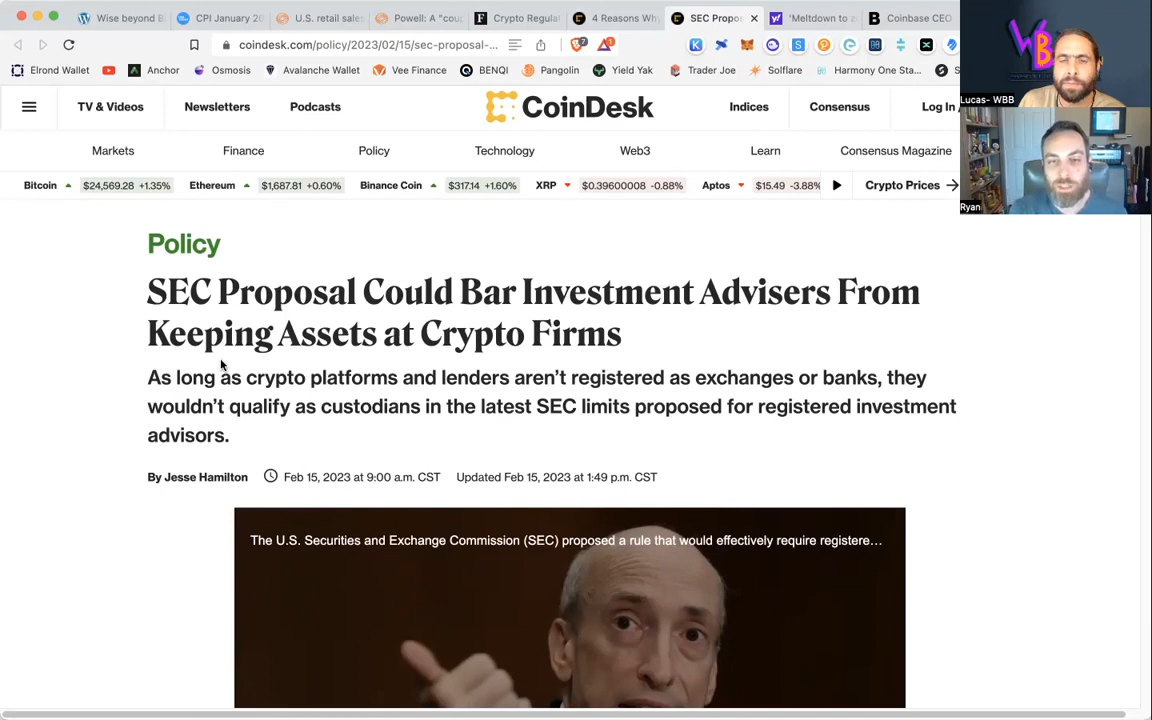 Wise beyond B
CPI January 20
U.S. retail sales
Powell: A "cou
Crypto Regula
4 Reasons Why
SEC Propos
'Meltdown to z
Coinbase CEO
coindesk.com/policy/2023/02/15/sec-proposal-...
Elrond Wallet
Anchor
Osmosis
Avalanche Wallet
Vee Finance
BENQI
Pangolin
Yield Yak
Trader Joe
Solflare
Harmony One Sta...
Lucas- WBB
Ryan
TV & Videos
Newsletters
Podcasts
CoinDesk
Indices
Consensus
Log In
Markets
Finance
Policy
Technology
Web3
Learn
Consensus Magazine
Bitcoin $24,569.28 +1.35%
Ethereum $1,687.81 +0.60%
Binance Coin $317.14 +1.60%
XRP $0.39600008 -0.88%
Aptos $15.49 -3.88%
Crypto Prices
Policy
SEC Proposal Could Bar Investment Advisers From
Keeping Assets at Crypto Firms
As long as crypto platforms and lenders aren't registered as exchanges or banks, they
wouldn't qualify as custodians in the latest SEC limits proposed for registered investment
advisors.
By Jesse Hamilton
Feb 15, 2023 at 9:00 a.m. CST
Updated Feb 15, 2023 at 1:49 p.m. CST
The U.S. Securities and Exchange Commission (SEC) proposed a rule that would effectively require registere...